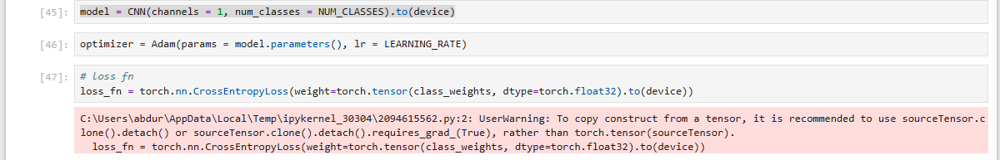 [45]: model = CNN(channels = 1, num_classes = NUM_CLASSES).to(device)
[46]: optimizer = Adam(params = model.parameters(), lr = LEARNING_RATE)
[47]: # loss fn
loss_fn = torch.nn.CrossEntropyLoss(weight=torch.tensor(class_weights, dtype=torch.float32).to(device))
C:\Users\abdur\AppData\Local\Temp\ipykernel_30304\2094615562.py:2: UserWarning: To copy construct from a tensor, it is recommended to use sourceTensor.c
lone().detach() or sourceTensor.clone().detach().requires_grad_(True), rather than torch.tensor(sourceTensor).
  loss_fn = torch.nn.CrossEntropyLoss(weight=torch.tensor(class_weights, dtype=torch.float32).to(device))